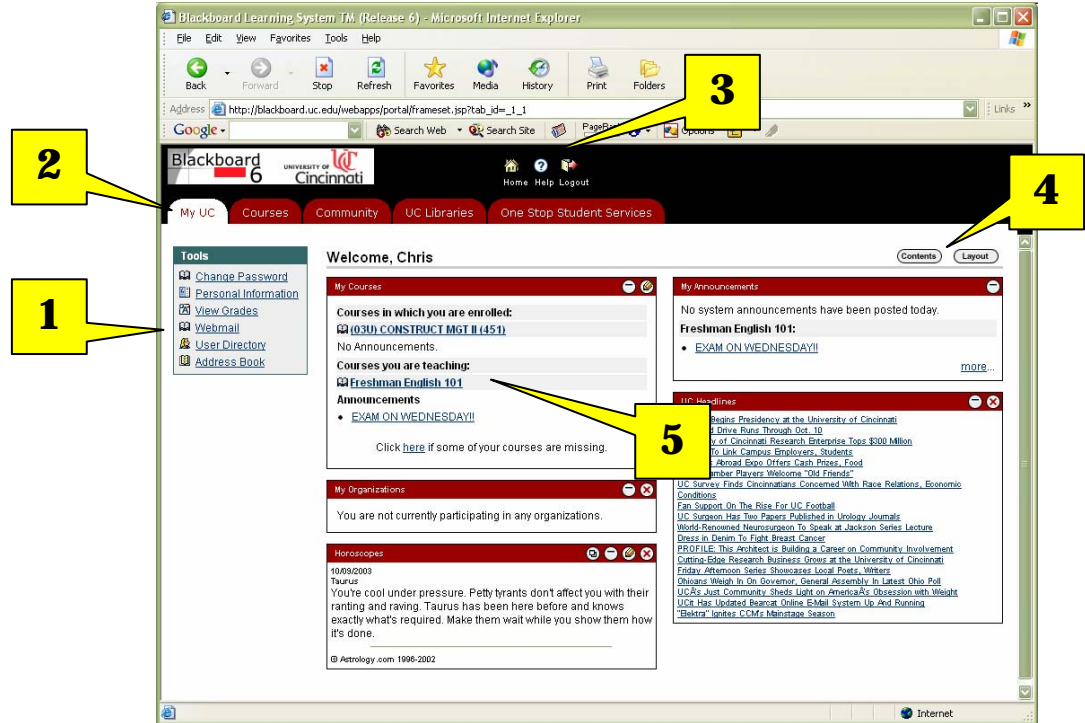 Blackboard Learning System TM (Release 6) - Microsoft Internet Explorer
File Edit View Favorites Tools Help
Back Forward Stop Refresh Favorites Media History Print Folders
Address http://blackboard.uc.edu/webapps/portal/frameset.jsp?tab_id=_1_1 Links »
Google Search Web Search Site Options
3
2
Blackboard 6 UNIVERSITY OF UC Cincinnati
Home Help Logout
4
My UC Courses Community UC Libraries One Stop Student Services
Tools
Change Password
Personal Information
View Grades
Webmail
User Directory
Address Book
1
Welcome, Chris Contents Layout
My Courses
Courses in which you are enrolled:
(03U) CONSTRUCT MGT II (451)
No Announcements.
Courses you are teaching:
Freshman English 101
Announcements
• EXAM ON WEDNESDAY!!
Click here if some of your courses are missing.
5
My Organizations
You are not currently participating in any organizations.
Horoscopes
10/09/2003
Taurus
You're cool under pressure. Petty tyrants don't affect you with their
ranting and raving. Taurus has been here before and knows
exactly what's required. Make them wait while you show them how
it's done.
© Astrology.com 1996-2002
My Announcements
No system announcements have been posted today.
Freshman English 101:
• EXAM ON WEDNESDAY!!
more...
UC Headlines
Begins Presidency at the University of Cincinnati
Drive Runs Through Oct. 10
of Cincinnati Research Enterprise Tops $300 Million
To Link Campus Employers, Students
Abroad Expo Offers Cash Prizes, Food
Players Welcome "Old Friends"
UC Survey Finds Cincinnatians Concerned With Race Relations, Economic
Conditions
Fan Support On The Rise For UC Football
UC Surgeon Has Two Papers Published in Urology Journals
World-Renowned Neurosurgeon To Speak at Jackson Series Lecture
Dress in Denim To Fight Breast Cancer
PROFILE: This Architect is Building a Career on Community Involvement
Cutting-Edge Research Business Grows at the University of Cincinnati
Friday Afternoon Series Showcases Local Poets, Writers
Ohioans Weigh In On Governor, General Assembly In Latest Ohio Poll
UCÂ's Just Community Sheds Light on AmericaÂ's Obsession with Weight
UCit Has Updated Bearcat Online E-Mail System Up And Running
"Elektra" Ignites CCM's Mainstage Season
Internet